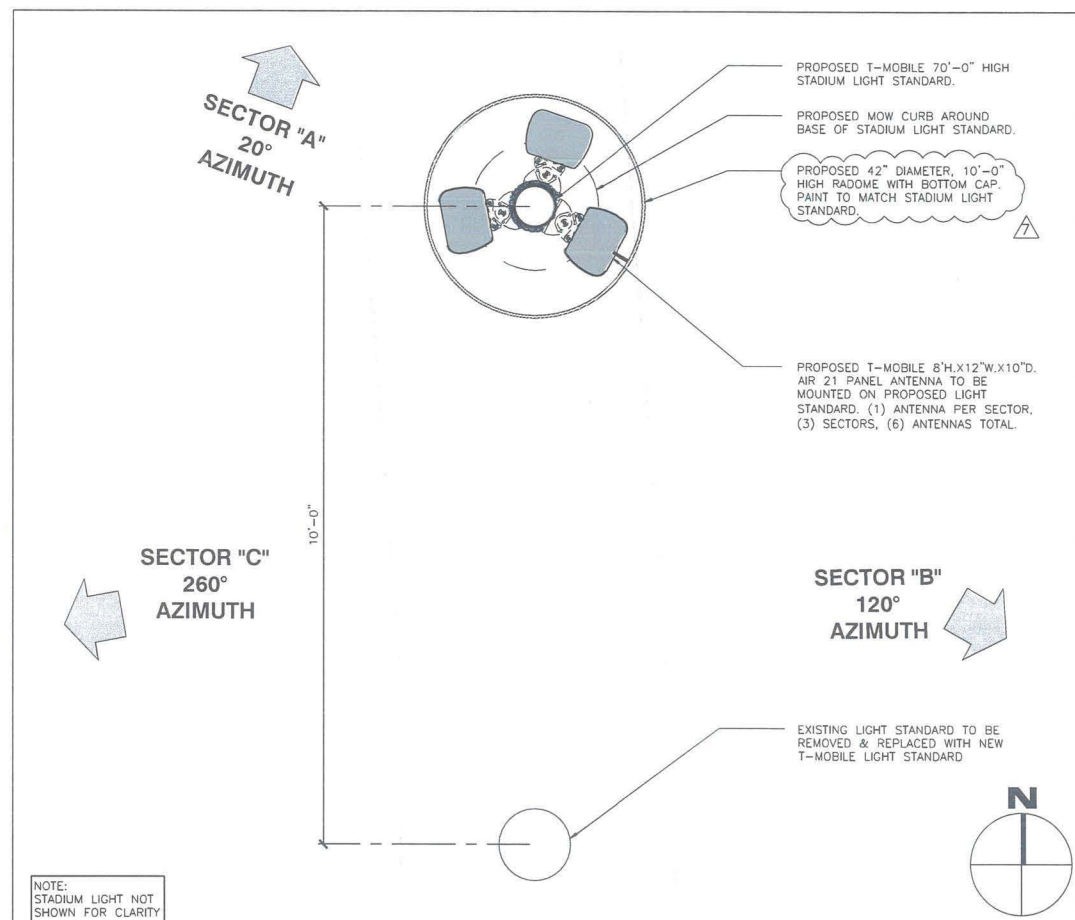 SECTOR "A"
20°
AZIMUTH
PROPOSED T-MOBILE 70'-0" HIGH
STADIUM LIGHT STANDARD.
PROPOSED MOW CURB AROUND
BASE OF STADIUM LIGHT STANDARD.
PROPOSED 42" DIAMETER, 10'-0"
HIGH RADOME WITH BOTTOM CAP.
PAINT TO MATCH STADIUM LIGHT
STANDARD.
7
PROPOSED T-MOBILE 8'H.X12"W.X10"D.
AIR 21 PANEL ANTENNA TO BE
MOUNTED ON PROPOSED LIGHT
STANDARD. (1) ANTENNA PER SECTOR,
(3) SECTORS, (6) ANTENNAS TOTAL.
10'-0"
SECTOR "C"
260°
AZIMUTH
SECTOR "B"
120°
AZIMUTH
EXISTING LIGHT STANDARD TO BE
REMOVED & REPLACED WITH NEW
T-MOBILE LIGHT STANDARD
N
NOTE:
STADIUM LIGHT NOT
SHOWN FOR CLARITY